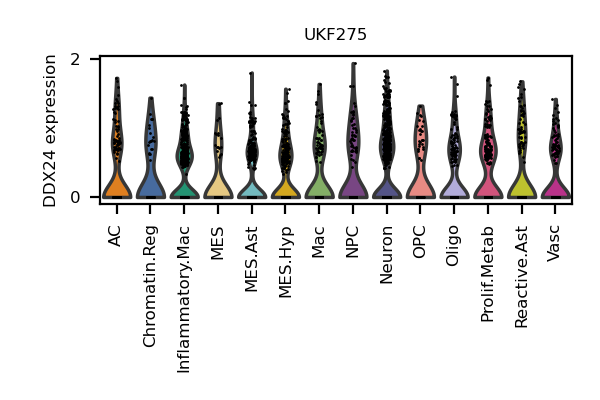 UKF275
DDX24 expression
2
0
AC
Chromatin.Reg
Inflammatory.Mac
MES
MES.Ast
MES.Hyp
Mac
NPC
Neuron
OPC
Oligo
Prolif.Metab
Reactive.Ast
Vasc